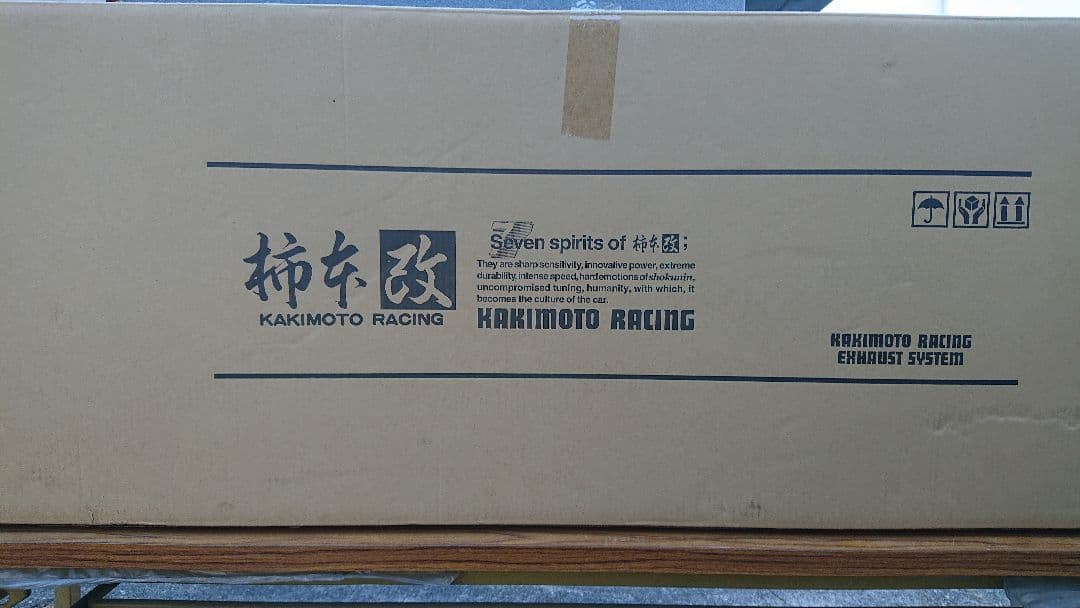 柿本改
KAKIMOTO RACING
7
Seven spirits of 柿本改;
They are sharp sensitivity, innovative power, extreme
durability, intense speed, hard emotions of shokunin,
uncompromised tuning, humanity, with which, it
becomes the culture of the car.
KAKIMOTO RACING
KAKIMOTO RACING
EXHAUST SYSTEM